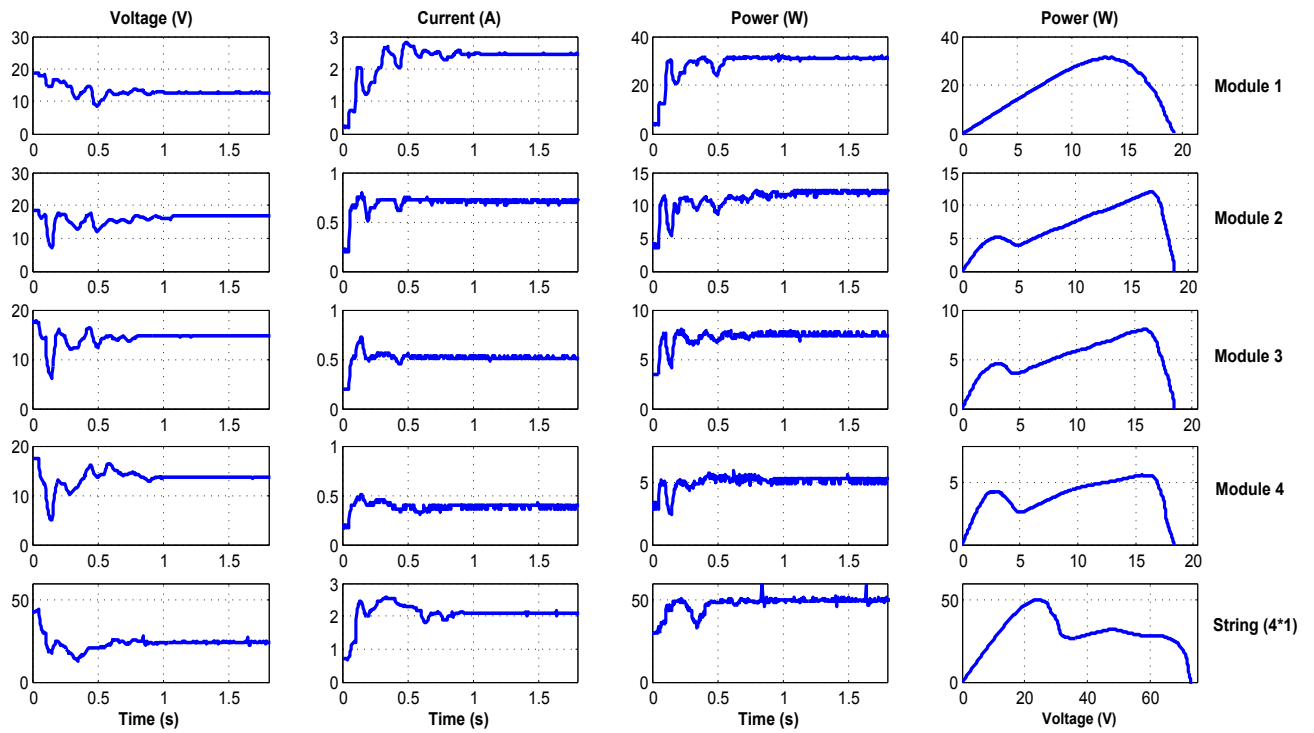 Voltage (V) Current (A) Power (W) Power (W)
30 3 40 40
20 2
20 20 Module 1
10 1
0 0 0 0
0 0.5 1 1.5 0 0.5 1 1.5 0 0.5 1 1.5 0 5 10 15 20
30 1 15 15
20 10 10
0.5 Module 2
10 5 5
0 0 0 0
0 0.5 1 1.5 0 0.5 1 1.5 0 0.5 1 1.5 0 5 10 15 20
20 1 10 10
10 0.5 5 5 Module 3
0 0 0 0
0 0.5 1 1.5 0 0.5 1 1.5 0 0.5 1 1.5 0 5 10 15 20
20 1
10 0.5 5 5 Module 4
0 0 0 0
0 0.5 1 1.5 0 0.5 1 1.5 0 0.5 1 1.5 0 5 10 15 20
3
50 2 50 50
String (4*1)
1
0 0 0 0
0 0.5 1 1.5 0 0.5 1 1.5 0 0.5 1 1.5 0 20 40 60
Time (s) Time (s) Time (s) Voltage (V)